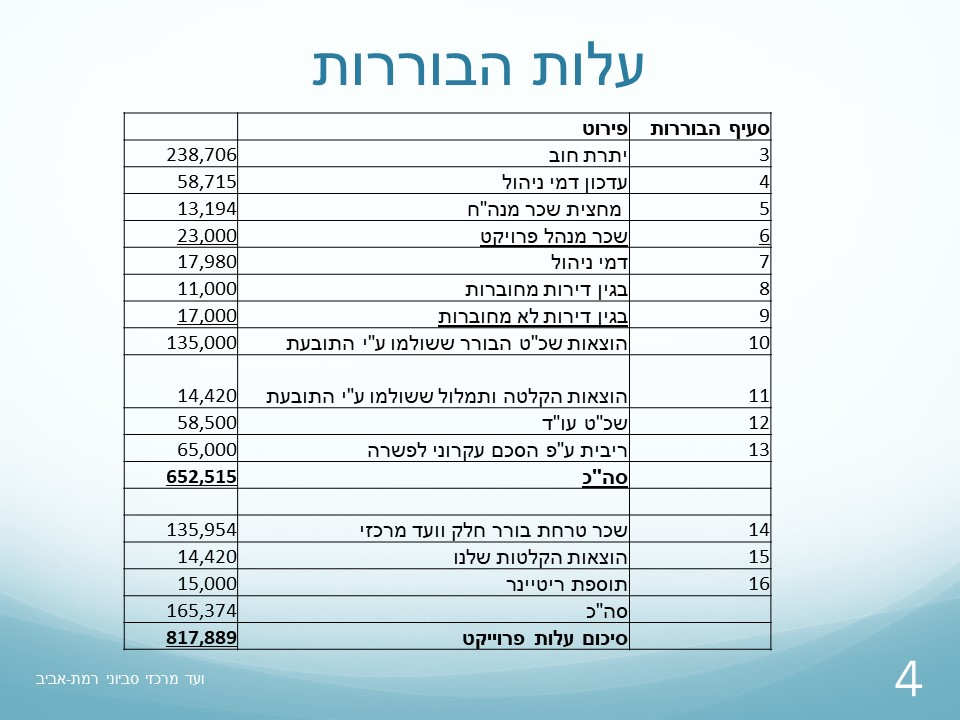 עלות הבוררות
סעיף הבוררות פירוט
3 יתרת חוב 238,706
4 עדכון דמי ניהול 58,715
5 מחצית שכר מנה"ח 13,194
6 שכר מנהל פרויקט 23,000
7 דמי ניהול 17,980
8 בגין דירות מחוברות 11,000
9 בגין דירות לא מחוברות 17,000
10 הוצאות שכ"ט הבורר ששולמו ע"י התובעת 135,000
11 הוצאות הקלטה ותמלול ששולמו ע"י התובעת 14,420
12 שכ"ט עו"ד 58,500
13 ריבית ע"פ הסכם עקרוני לפשרה 65,000
סה"כ 652,515
14 שכר טרחת בורר חלק וועד מרכזי 135,954
15 הוצאות הקלטות שלנו 14,420
16 תוספת ריטיינר 15,000
סה"כ 165,374
סיכום עלות פרוייקט 817,889
ועד מרכזי סביוני רמת-אביב
4